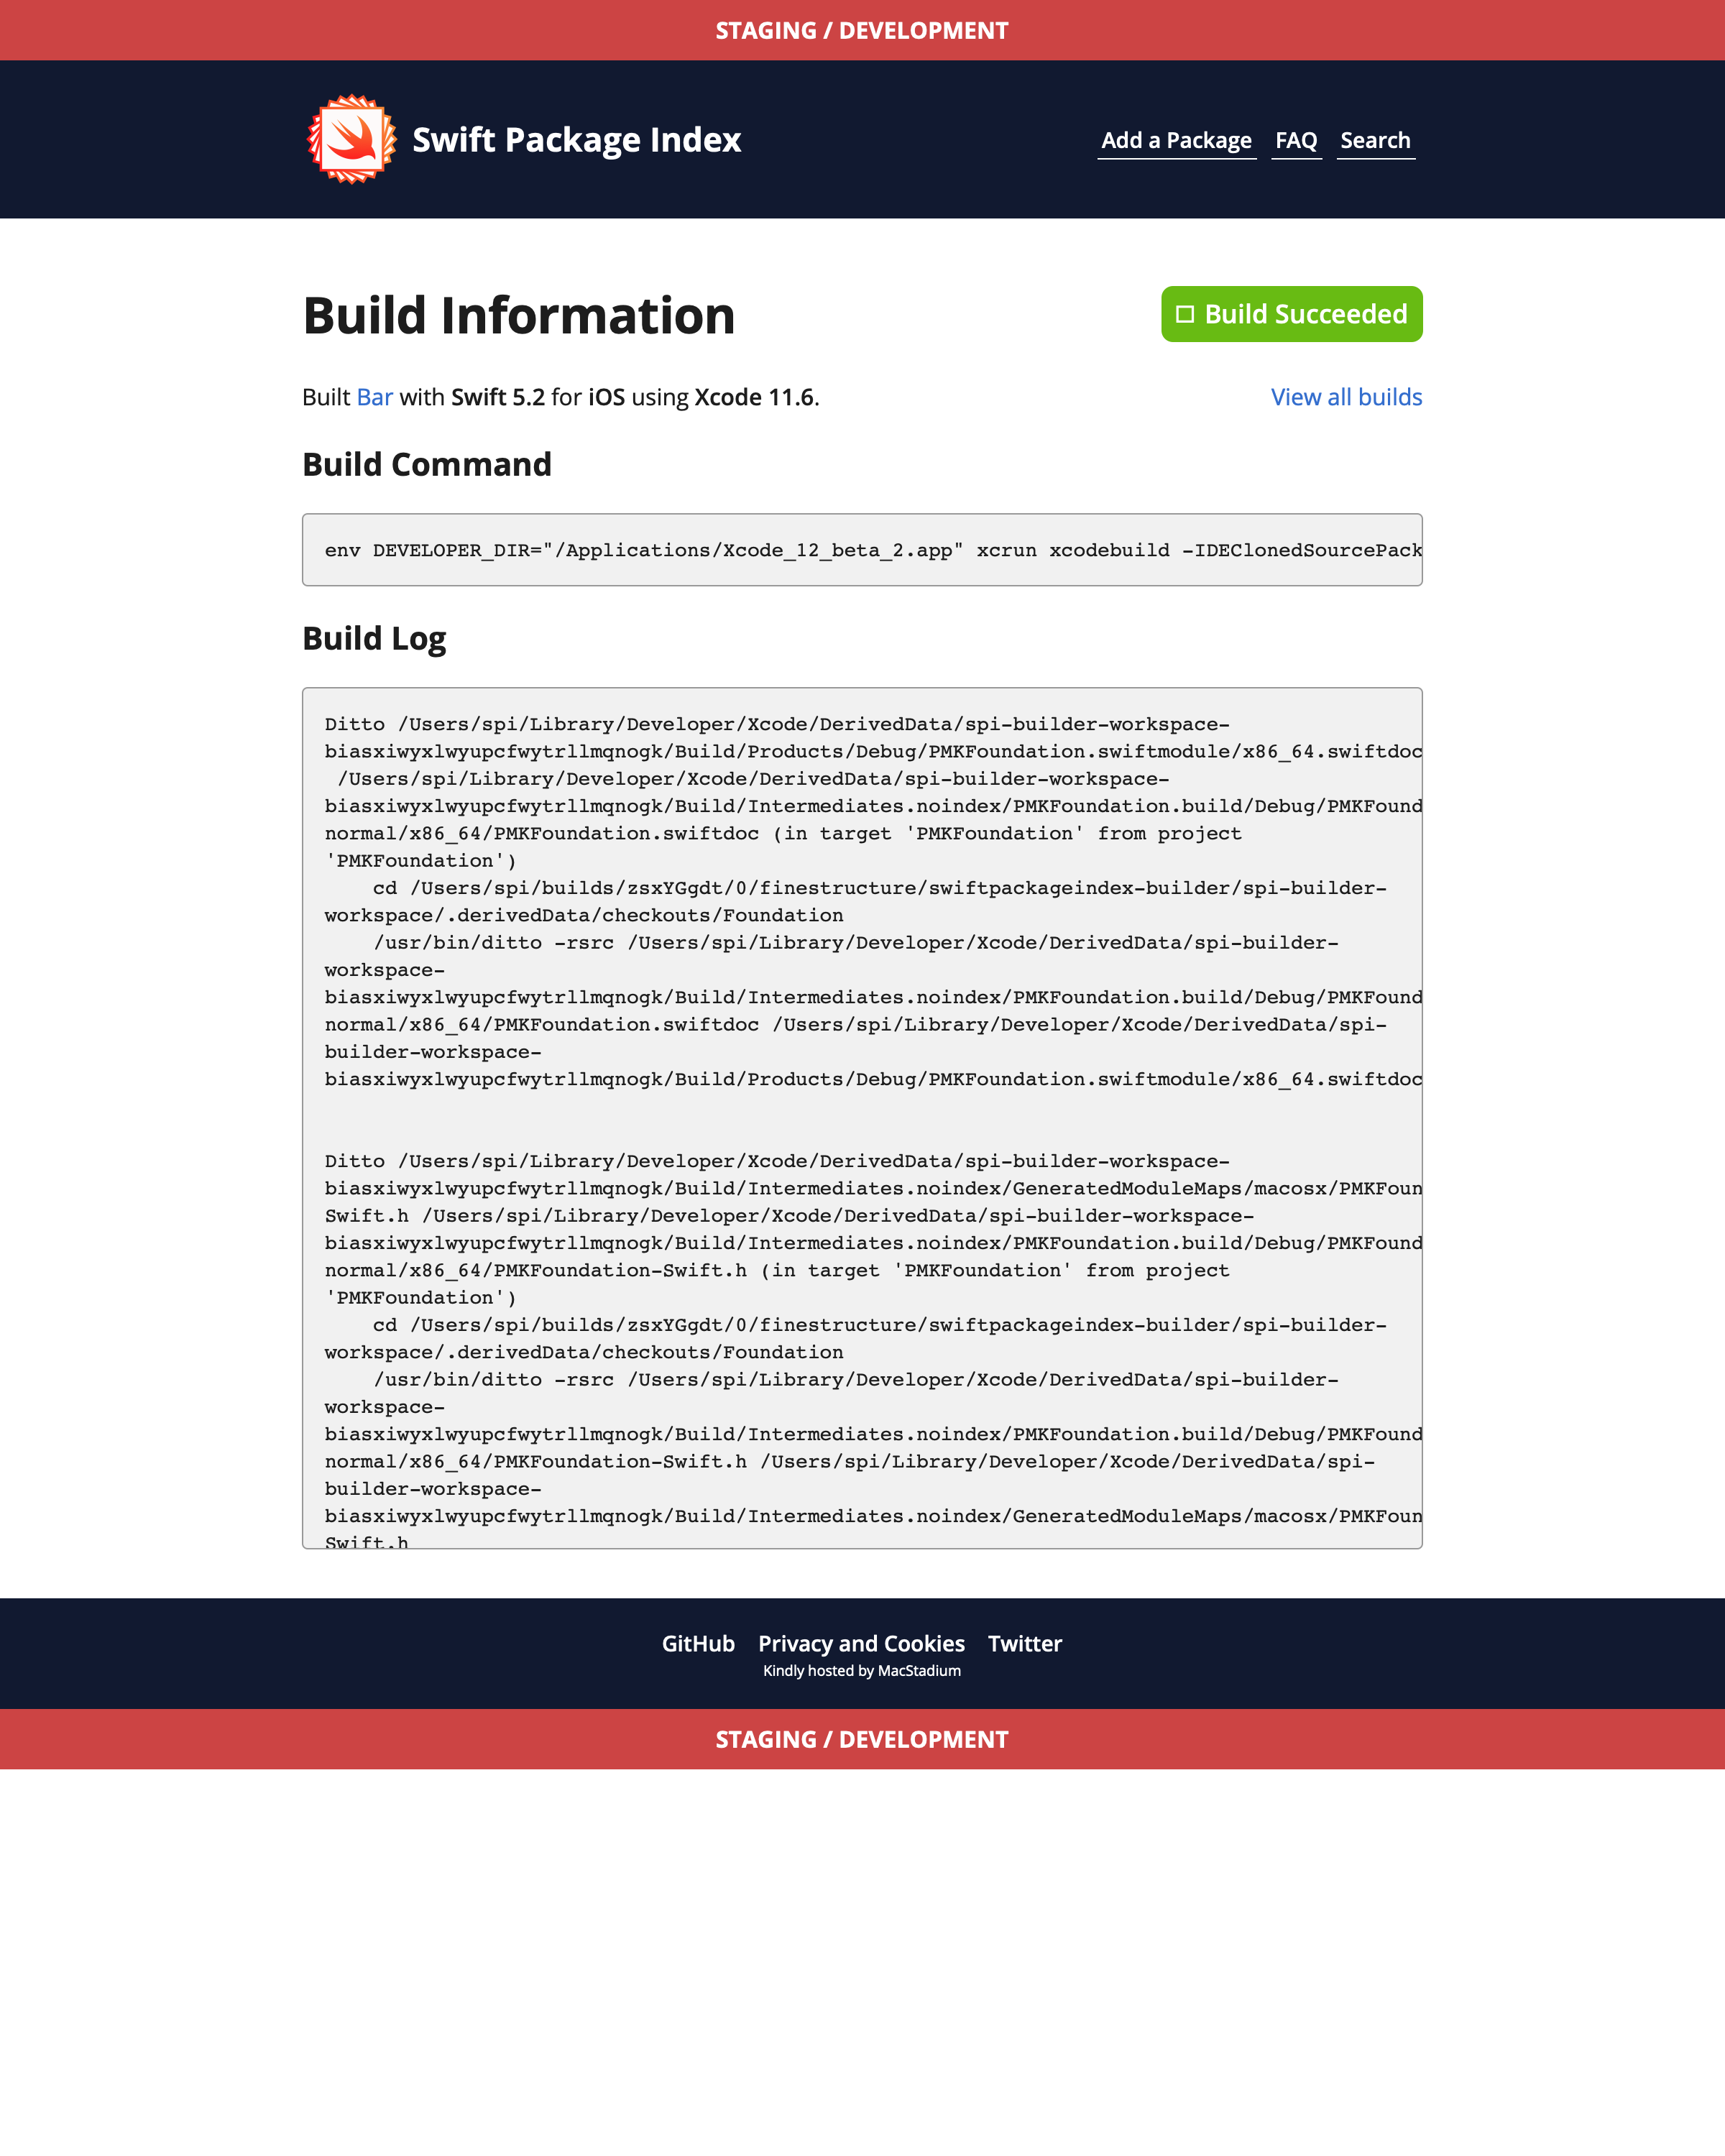 STAGING / DEVELOPMENT
Swift Package Index
Add a Package FAQ Search
Build Information
☐ Build Succeeded
Built Bar with Swift 5.2 for iOS using Xcode 11.6.
View all builds
Build Command
env DEVELOPER_DIR="/Applications/Xcode_12_beta_2.app" xcrun xcodebuild -IDEClonedSourcePack
Build Log
Ditto /Users/spi/Library/Developer/Xcode/DerivedData/spi-builder-workspace-
biasxiwyxlwyupcfwytrllmqnogk/Build/Products/Debug/PMKFoundation.swiftmodule/x86_64.swiftdoc
/Users/spi/Library/Developer/Xcode/DerivedData/spi-builder-workspace-
biasxiwyxlwyupcfwytrllmqnogk/Build/Intermediates.noindex/PMKFoundation.build/Debug/PMKFound
normal/x86_64/PMKFoundation.swiftdoc (in target 'PMKFoundation' from project
'PMKFoundation')
cd /Users/spi/builds/zsxYGgdt/0/finestructure/swiftpackageindex-builder/spi-builder-
workspace/.derivedData/checkouts/Foundation
/usr/bin/ditto -rsrc /Users/spi/Library/Developer/Xcode/DerivedData/spi-builder-
workspace-
biasxiwyxlwyupcfwytrllmqnogk/Build/Intermediates.noindex/PMKFoundation.build/Debug/PMKFound
normal/x86_64/PMKFoundation.swiftdoc /Users/spi/Library/Developer/Xcode/DerivedData/spi-
builder-workspace-
biasxiwyxlwyupcfwytrllmqnogk/Build/Products/Debug/PMKFoundation.swiftmodule/x86_64.swiftdoc
Ditto /Users/spi/Library/Developer/Xcode/DerivedData/spi-builder-workspace-
biasxiwyxlwyupcfwytrllmqnogk/Build/Intermediates.noindex/GeneratedModuleMaps/macosx/PMKFoun
Swift.h /Users/spi/Library/Developer/Xcode/DerivedData/spi-builder-workspace-
biasxiwyxlwyupcfwytrllmqnogk/Build/Intermediates.noindex/PMKFoundation.build/Debug/PMKFound
normal/x86_64/PMKFoundation-Swift.h (in target 'PMKFoundation' from project
'PMKFoundation')
cd /Users/spi/builds/zsxYGgdt/0/finestructure/swiftpackageindex-builder/spi-builder-
workspace/.derivedData/checkouts/Foundation
/usr/bin/ditto -rsrc /Users/spi/Library/Developer/Xcode/DerivedData/spi-builder-
workspace-
biasxiwyxlwyupcfwytrllmqnogk/Build/Intermediates.noindex/PMKFoundation.build/Debug/PMKFound
normal/x86_64/PMKFoundation-Swift.h /Users/spi/Library/Developer/Xcode/DerivedData/spi-
builder-workspace-
biasxiwyxlwyupcfwytrllmqnogk/Build/Intermediates.noindex/GeneratedModuleMaps/macosx/PMKFoun
Swift.h
GitHub Privacy and Cookies Twitter
Kindly hosted by MacStadium
STAGING / DEVELOPMENT